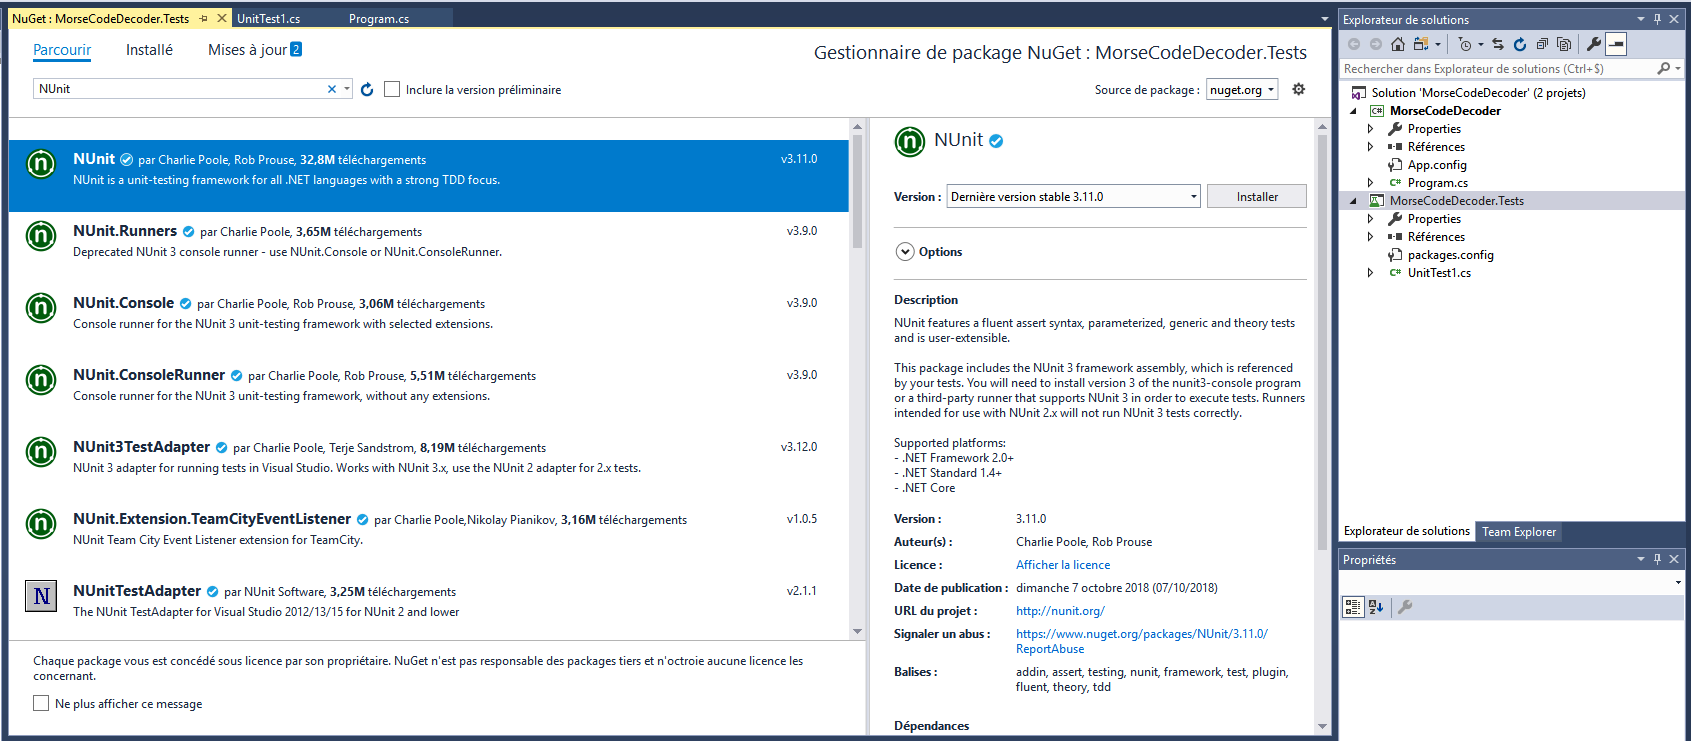 NuGet : MorseCodeDecoder.Tests
UnitTest1.cs
Program.cs
Parcourir
Installé
Mises à jour 2
Gestionnaire de package NuGet : MorseCodeDecoder.Tests
NUnit
Inclure la version préliminaire
Source de package : nuget.org
NUnit par Charlie Poole, Rob Prouse, 32,8M téléchargements
v3.11.0
NUnit is a unit-testing framework for all .NET languages with a strong TDD focus.
NUnit.Runners par Charlie Poole, 3,65M téléchargements
v3.9.0
Deprecated NUnit 3 console runner - use NUnit.Console or NUnit.ConsoleRunner.
NUnit.Console par Charlie Poole, Rob Prouse, 3,06M téléchargements
v3.9.0
Console runner for the NUnit 3 unit-testing framework with selected extensions.
NUnit.ConsoleRunner par Charlie Poole, Rob Prouse, 5,51M téléchargements
v3.9.0
Console runner for the NUnit 3 unit-testing framework, without any extensions.
NUnit3TestAdapter par Charlie Poole, Terje Sandstrom, 8,19M téléchargements
v3.12.0
NUnit 3 adapter for running tests in Visual Studio. Works with NUnit 3.x, use the NUnit 2 adapter for 2.x tests.
NUnit.Extension.TeamCityEventListener par Charlie Poole,Nikolay Pianikov, 3,16M téléchargements
v1.0.5
NUnit Team City Event Listener extension for TeamCity.
N
NUnitTestAdapter par NUnit Software, 3,25M téléchargements
v2.1.1
The NUnit TestAdapter for Visual Studio 2012/13/15 for NUnit 2 and lower
Chaque package vous est concédé sous licence par son propriétaire. NuGet n'est pas responsable des packages tiers et n'octroie aucune licence les
concernant.
Ne plus afficher ce message
NUnit
Version : Dernière version stable 3.11.0
Installer
Options
Description
NUnit features a fluent assert syntax, parameterized, generic and theory tests
and is user-extensible.
This package includes the NUnit 3 framework assembly, which is referenced
by your tests. You will need to install version 3 of the nunit3-console program
or a third-party runner that supports NUnit 3 in order to execute tests. Runners
intended for use with NUnit 2.x will not run NUnit 3 tests correctly.
Supported platforms:
- .NET Framework 2.0+
- .NET Standard 1.4+
- .NET Core
Version : 3.11.0
Auteur(s) : Charlie Poole, Rob Prouse
Licence : Afficher la licence
Date de publication : dimanche 7 octobre 2018 (07/10/2018)
URL du projet : http://nunit.org/
Signaler un abus : https://www.nuget.org/packages/NUnit/3.11.0/
ReportAbuse
Balises : addin, assert, testing, nunit, framework, test, plugin,
fluent, theory, tdd
Dépendances
Explorateur de solutions
Rechercher dans Explorateur de solutions (Ctrl+$)
Solution 'MorseCodeDecoder' (2 projets)
C# MorseCodeDecoder
Properties
Références
App.config
C# Program.cs
MorseCodeDecoder.Tests
Properties
Références
packages.config
C# UnitTest1.cs
Explorateur de solutions
Team Explorer
Propriétés